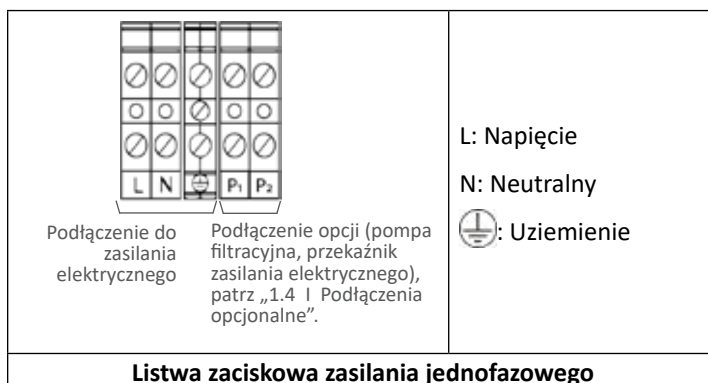 L N P₁ P₂
Podłączenie do
zasilania
elektrycznego
Podłączenie opcji (pompa
filtracyjna, przekaźnik
zasilania elektrycznego),
patrz „1.4 I Podłączenia
opcjonalne”.
L: Napięcie
N: Neutralny
: Uziemienie
Listwa zaciskowa zasilania jednofazowego